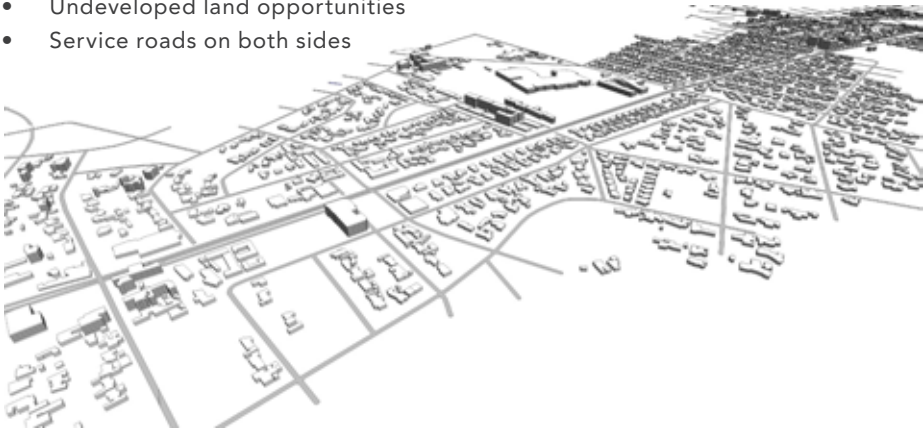 • Undeveloped land opportunities
• Service roads on both sides